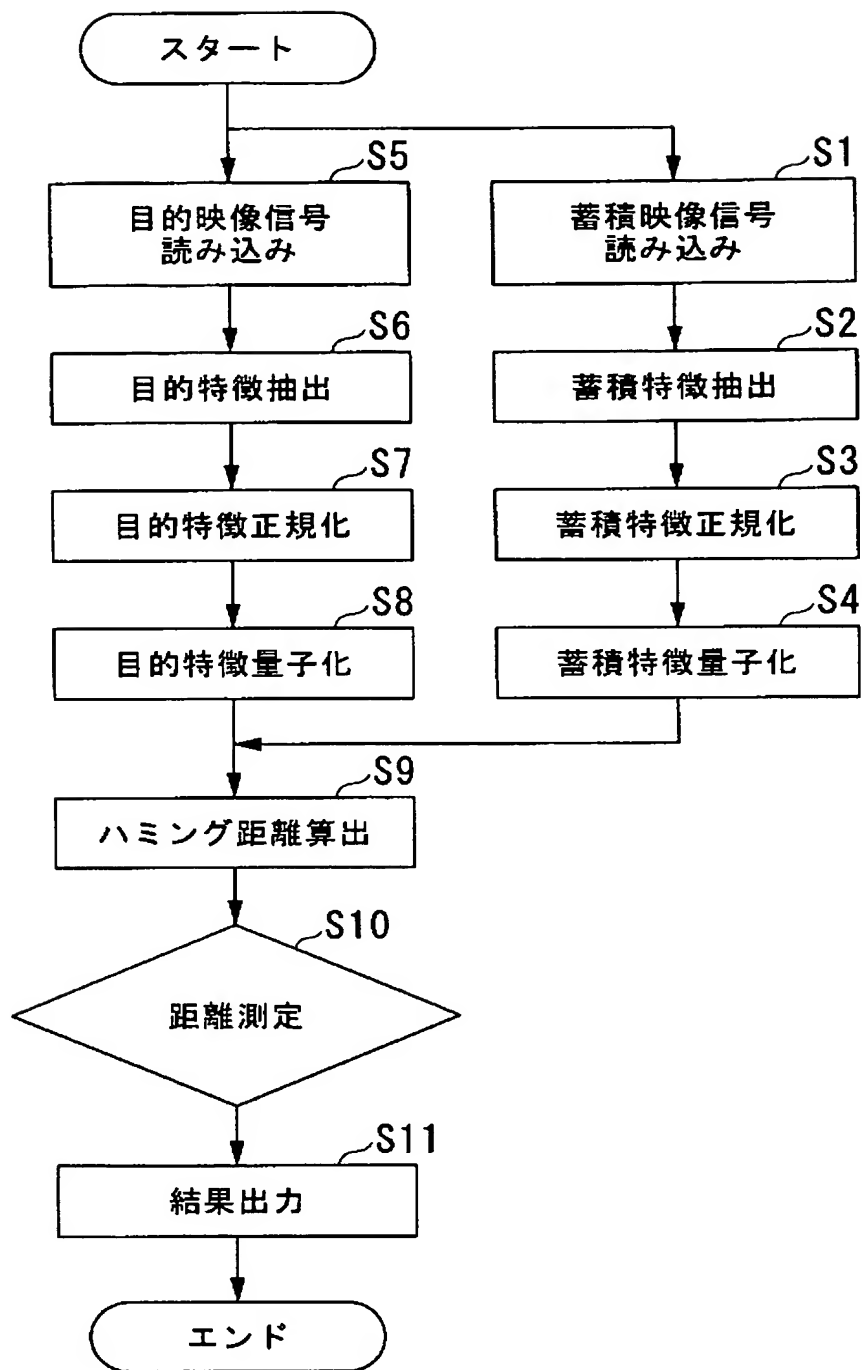 スタート
S5
目的映像信号
読み込み
S1
蓄積映像信号
読み込み
S6
目的特徴抽出
S2
蓄積特徴抽出
S7
目的特徴正規化
S3
蓄積特徴正規化
S8
目的特徴量子化
S4
蓄積特徴量子化
S9
ハミング距離算出
S10
距離測定
S11
結果出力
エンド